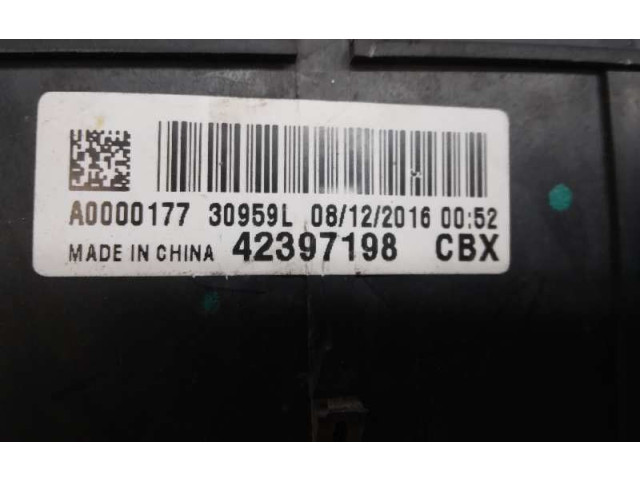 A0000177 30959L 08/12/2016 00:52
MADE IN CHINA 42397198 CBX